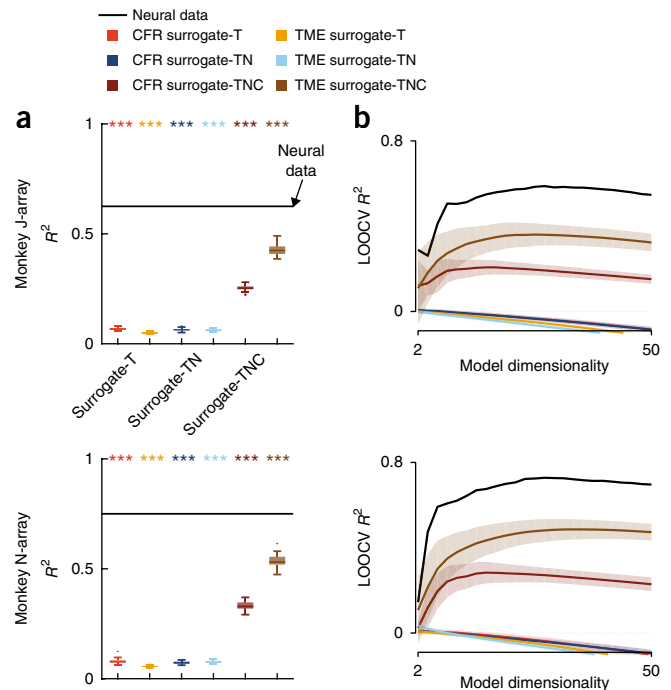 Neural data
CFR surrogate-T
TME surrogate-T
CFR surrogate-TN
TME surrogate-TN
CFR surrogate-TNC
TME surrogate-TNC
a
1
*** *** *** *** *** ***
Neural
data
Monkey J-array
R²
0.5
0
Surrogate-T
Surrogate-TN
Surrogate-TNC
b
0.8
LOOCV R²
0
2
50
Model dimensionality
1
*** *** *** *** *** ***
Monkey N-array
R²
0.5
0
0.8
LOOCV R²
0
2
50
Model dimensionality